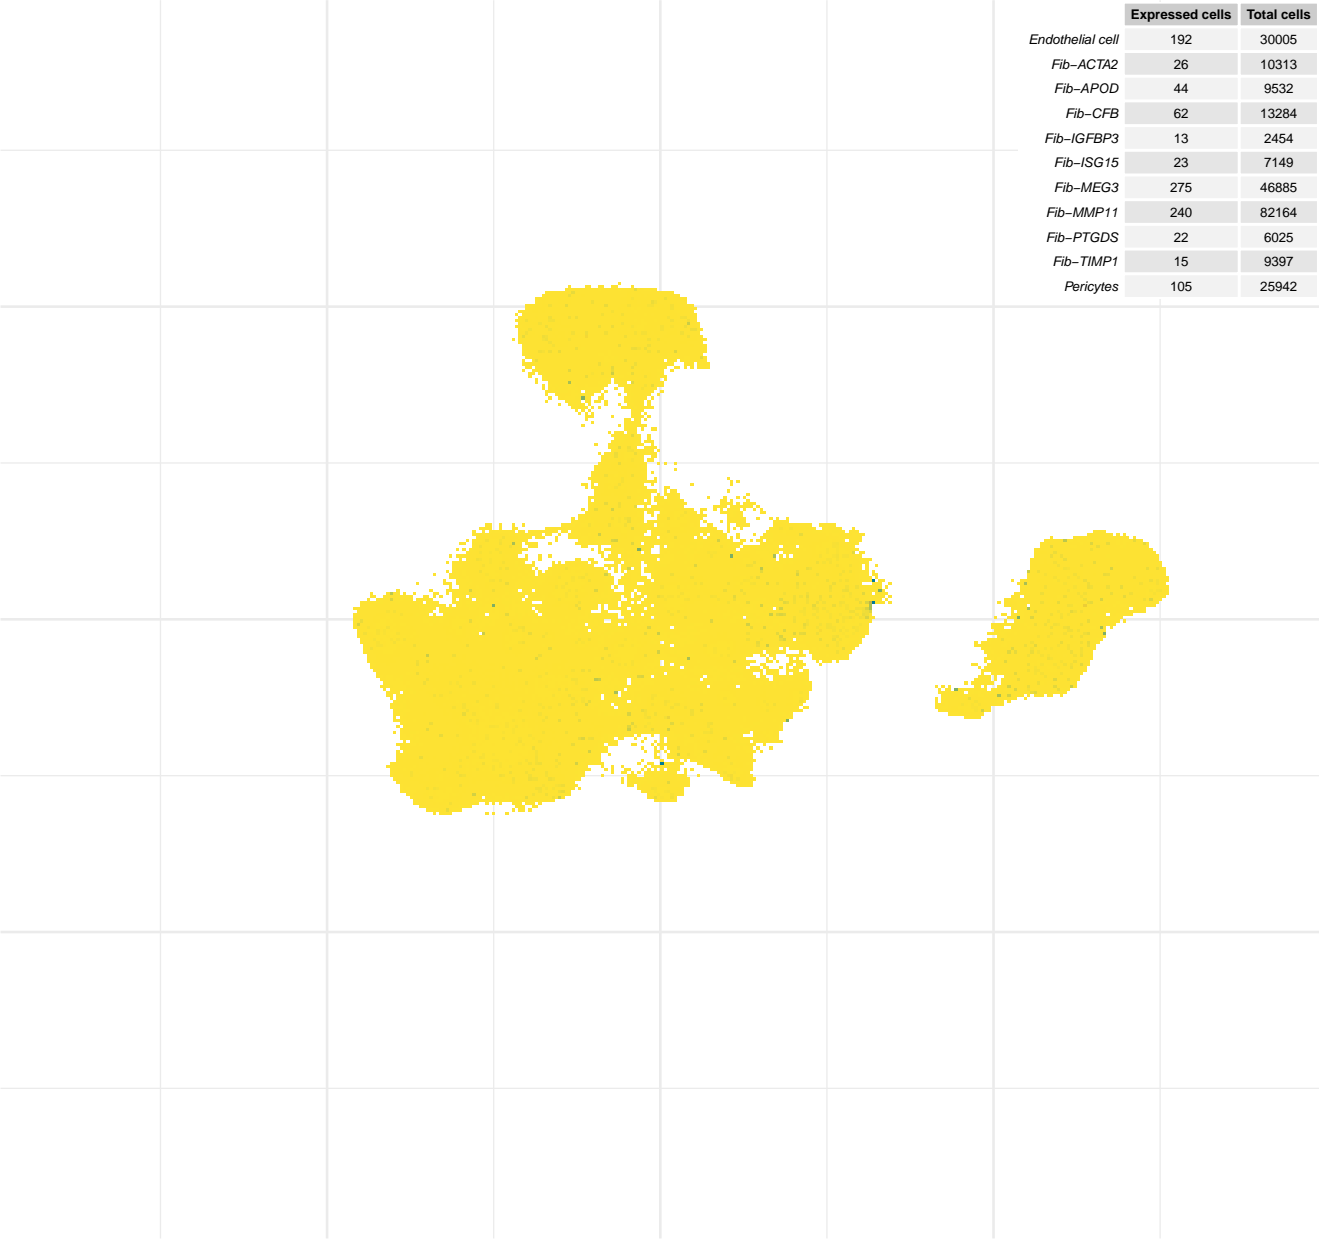 Expressed cells Total cells
Endothelial cell 192 30005
Fib−ACTA2 26 10313
Fib−APOD 44 9532
Fib−CFB 62 13284
Fib−IGFBP3 13 2454
Fib−ISG15 23 7149
Fib−MEG3 275 46885
Fib−MMP11 240 82164
Fib−PTGDS 22 6025
Fib−TIMP1 15 9397
Pericytes 105 25942